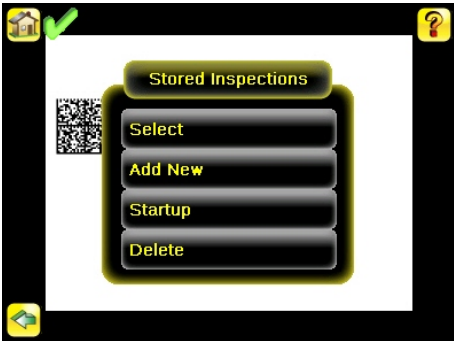 Stored Inspections
Select
Add New
Startup
Delete